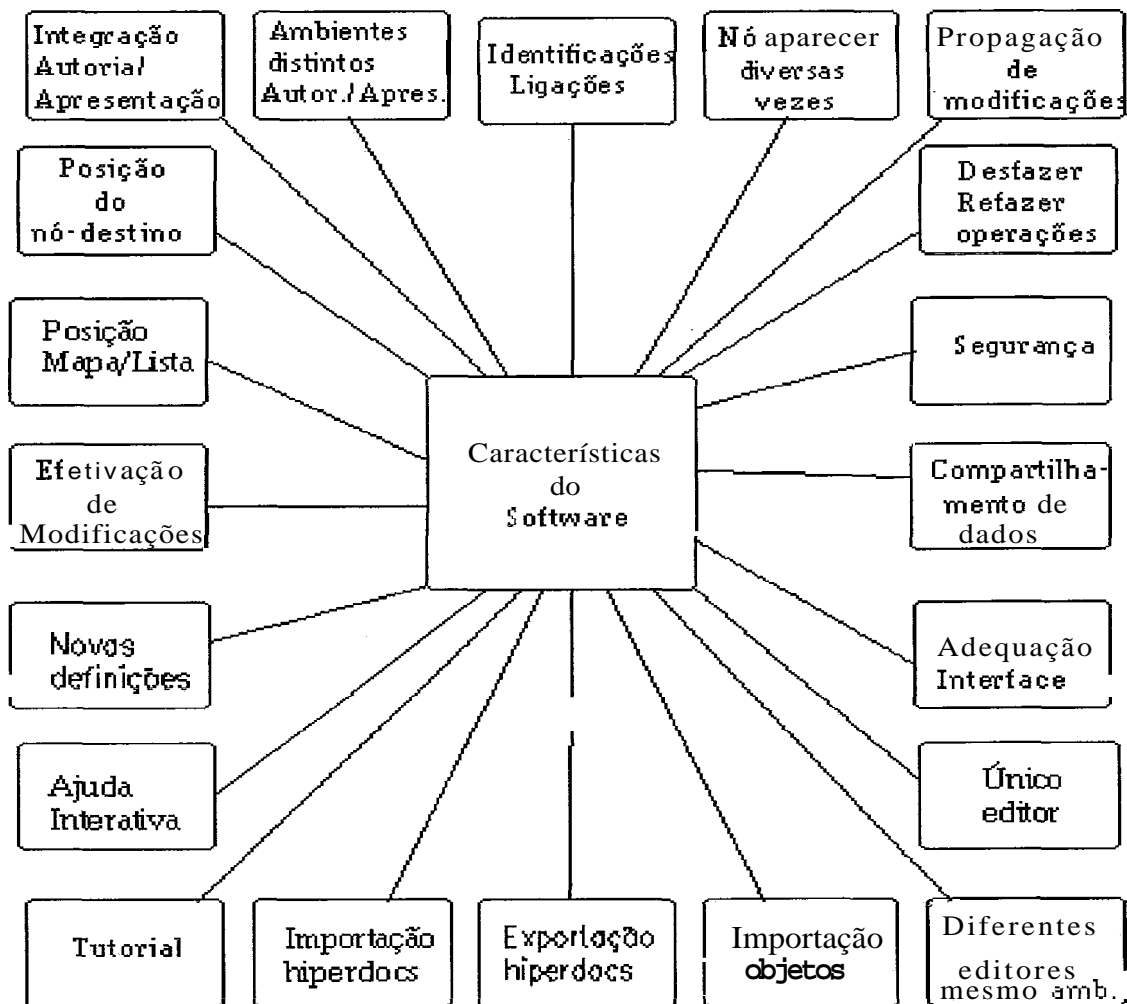 Integração
Autorial
Apresentação
Ambientes
distintos
Autor./Apres.
Identificações
Ligações
Nó aparecer
diversas
vezes
Propagação
de
modificações
Posição
do
nó-destino
Desfazer
Refazer
operações
Posição
Mapa/Lista
Segurança
Efetivação
de
Modificações
Características
do
Software
Compartilha-
mento de
dados
Novas
definições
Adequação
Interface
Ajuda
Interativa
Único
editor
Tutorial
Importação
hiperdocs
Exportação
hiperdocs
Importação
objetos
Diferentes
editores
mesmo amb.